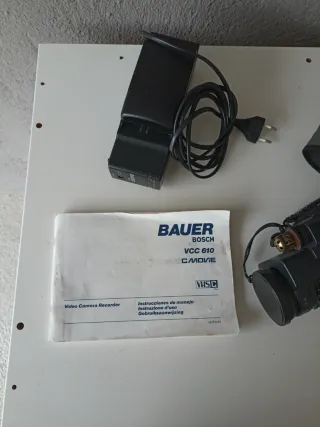 BAUER
BOSCH
VCC 610
C MOVIE
VHS C
Video Camera Recorder
Instrucciones de manejo
Istruzioni d'uso
Gebruiksaanwijzing